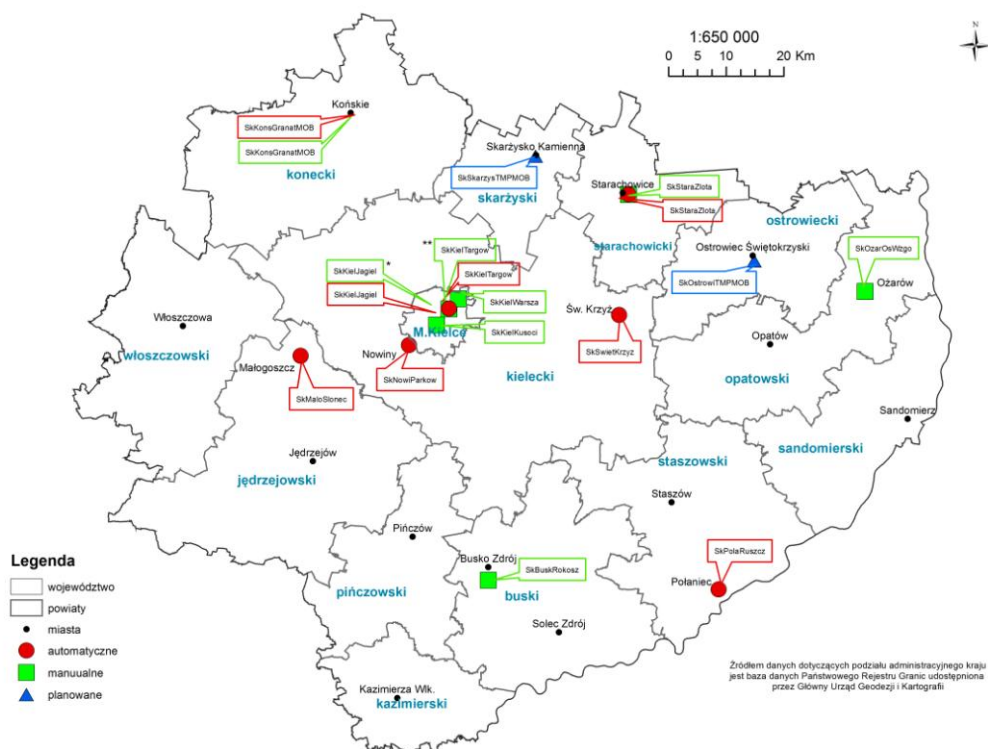 N
1:650 000
0 5 10 20 Km
Końskie
SkKonsGranatMOB
SkKonsGranatMOB
konecki
Skarżysko Kamienna
SkSkarzysTMPMOB
skarżyski
Starachowice
SkStaraZlota
SkStaraZlota
starachowicki
ostrowiecki
Ostrowiec Świętokrzyski
SkOstrowiTMPMOB
SkOzarOsWzgo
Ożarów
**
SkKielTargow
*
SkKielJagiel
SkKielTargow
SkKielJagiel
SkKielWarsza
SkKielKusoci
M.Kielce
Św. Krzyż
SkSwietKrzyz
Włoszczowa
włoszczowski
Małogoszcz
SkMaloSlonec
Nowiny
SkNowiParkow
kielecki
Opatów
opatowski
Sandomierz
sandomierski
Jędrzejów
jędrzejowski
staszowski
Staszów
Pińczów
pińczowski
Busko Zdrój
SkBuskRokosz
buski
Solec Zdrój
SkPolaRuszcz
Połaniec
Kazimierza Wlk.
kazimierski
Legenda
województwo
powiaty
miasta
automatyczne
manuualne
planowane
Źródłem danych dotyczących podziału administracyjnego kraju
jest baza danych Państwowego Rejestru Granic udostępniona
przez Główny Urząd Geodezji i Kartografii